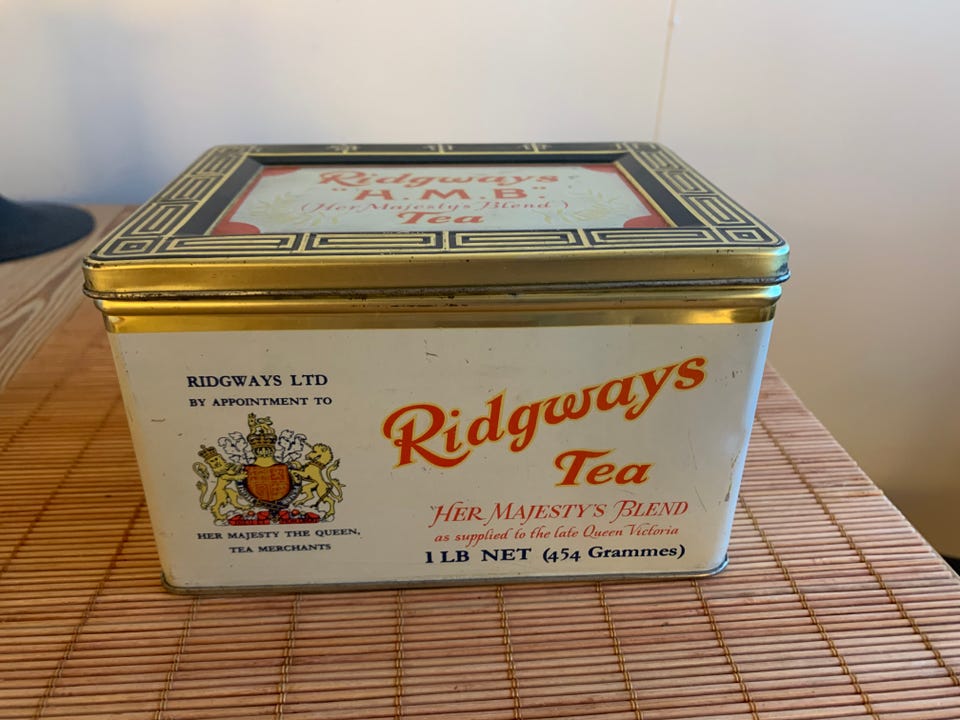 Ridgways
"H.M.B."
(Her Majestys Blend)
Tea
RIDGWAYS LTD
BY APPOINTMENT TO
HER MAJESTY THE QUEEN,
TEA MERCHANTS
Ridgways
Tea
HER MAJESTY'S BLEND
as supplied to the late Queen Victoria
1 LB NET (454 Grammes)